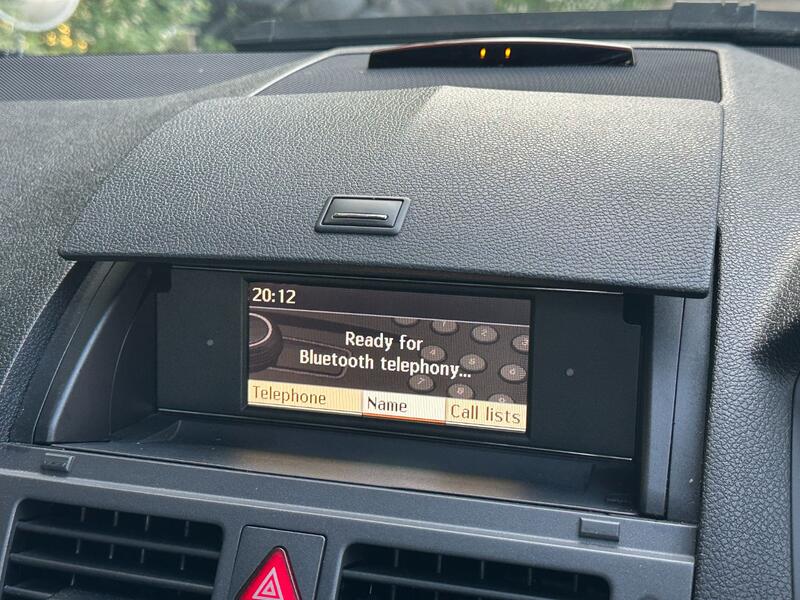 20:12
Ready for
Bluetooth telephony...
Telephone
Name
Call lists